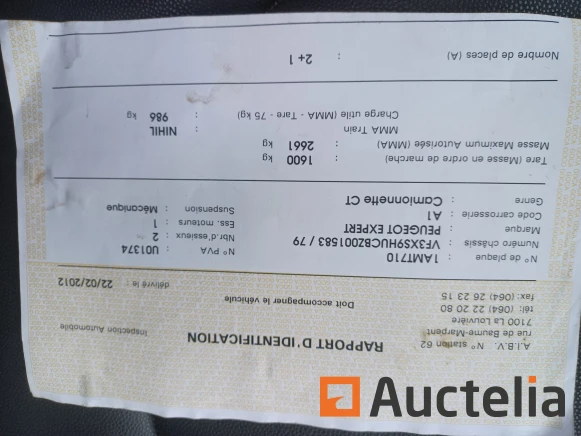 A.I.B.V. N° station 62
rue de Baume-Marpent
7100 La Louvière
tél: (064) 22 20 80
fax: (064) 26 23 15
Inspection Automobile
RAPPORT D'IDENTIFICATION
Doit accompagner le véhicule
délivré le : 22/02/2012
N° de plaque : 1AMT710
Numéro châssis : VF3XS9HUC8Z001583 / 79
Marque : PEUGEOT EXPERT
Code carrosserie : A1
Genre : Camionnette CT
N° PVA : U01374
Nbr.d'essieux : 2
Ess. moteurs : 1
Suspension : Mécanique
Tare (Masse en ordre de marche) : 1600 kg
Masse Maximum Autorisée (MMA) : 2661 kg
MMA Train : NIHIL
Charge utile (MMA - Tare - 75 kg) : 986 kg
Nombre de places (A) : 2+1
Auctelia